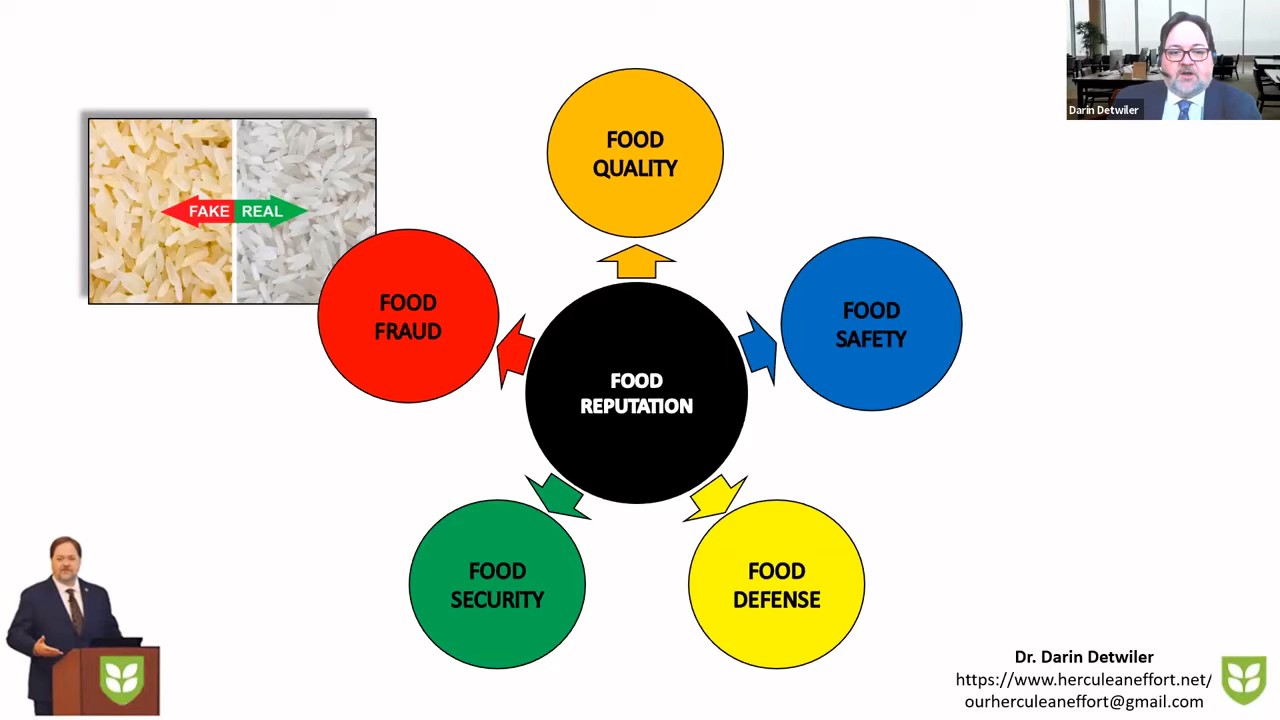 Darin Detwiler
FAKE REAL
FOOD
QUALITY
FOOD
FRAUD
FOOD
SAFETY
FOOD
REPUTATION
FOOD
SECURITY
FOOD
DEFENSE
Dr. Darin Detwiler
https://www.herculeaneffort.net/
ourherculeaneffort@gmail.com